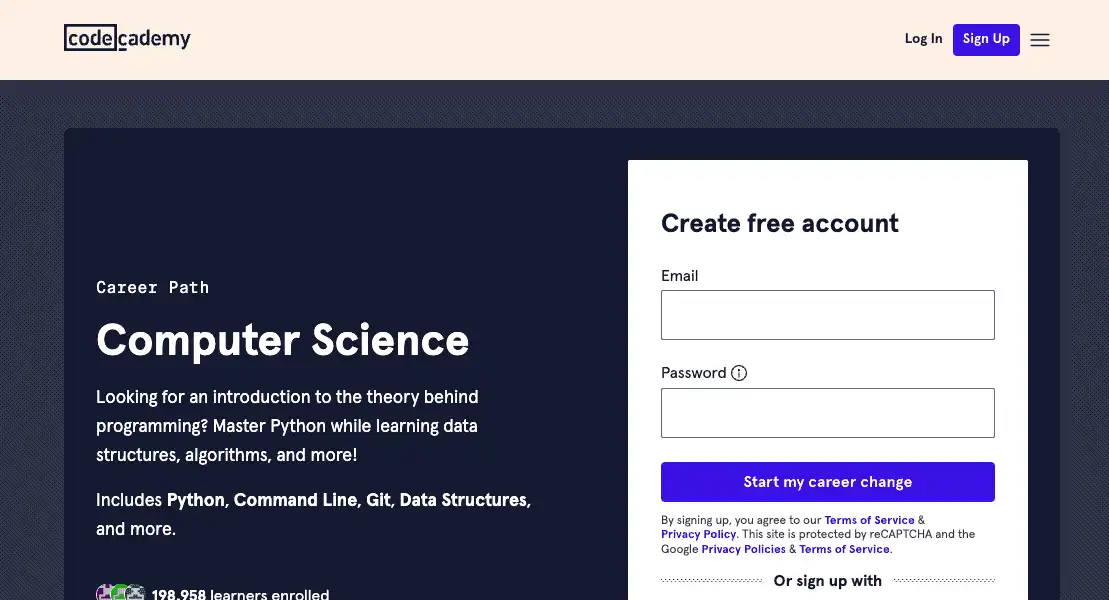 codecademy
Log In
Sign Up
Career Path
Computer Science
Looking for an introduction to the theory behind
programming? Master Python while learning data
structures, algorithms, and more!
Includes Python, Command Line, Git, Data Structures,
and more.
198,958 learners enrolled
Create free account
Email
Password
Start my career change
By signing up, you agree to our Terms of Service &
Privacy Policy. This site is protected by reCAPTCHA and the
Google Privacy Policies & Terms of Service.
Or sign up with